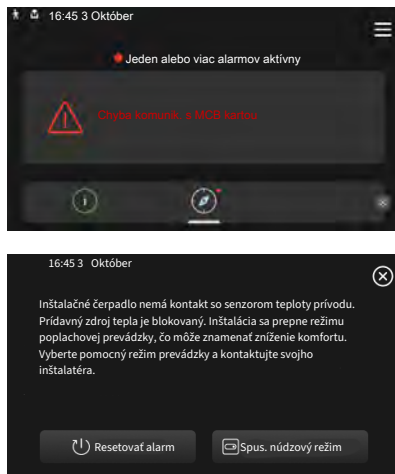 16:45 3 Október
Jeden alebo viac alarmov aktívny
Chyba komunik. s MCB kartou
16:45 3 Október
Inštalačné čerpadlo nemá kontakt so senzorom teploty prívodu.
Prídavný zdroj tepla je blokovaný. Inštalácia sa prepne režimu
poplachovej prevádzky, čo môže znamenať zníženie komfortu.
Vyberte pomocný režim prevádzky a kontaktujte svojho
inštalatéra.
Resetovať alarm
Spus. núdzový režim